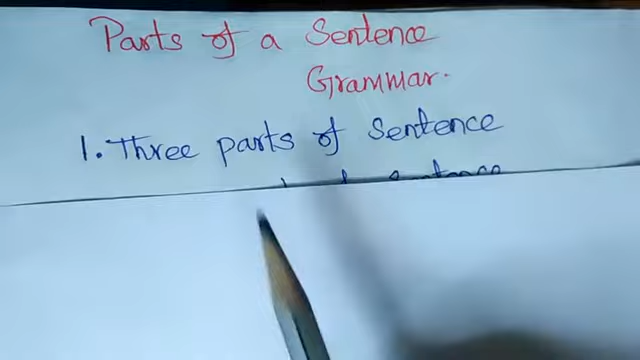 Parts of a Sentence
Grammar.
1. Three parts of Sentence